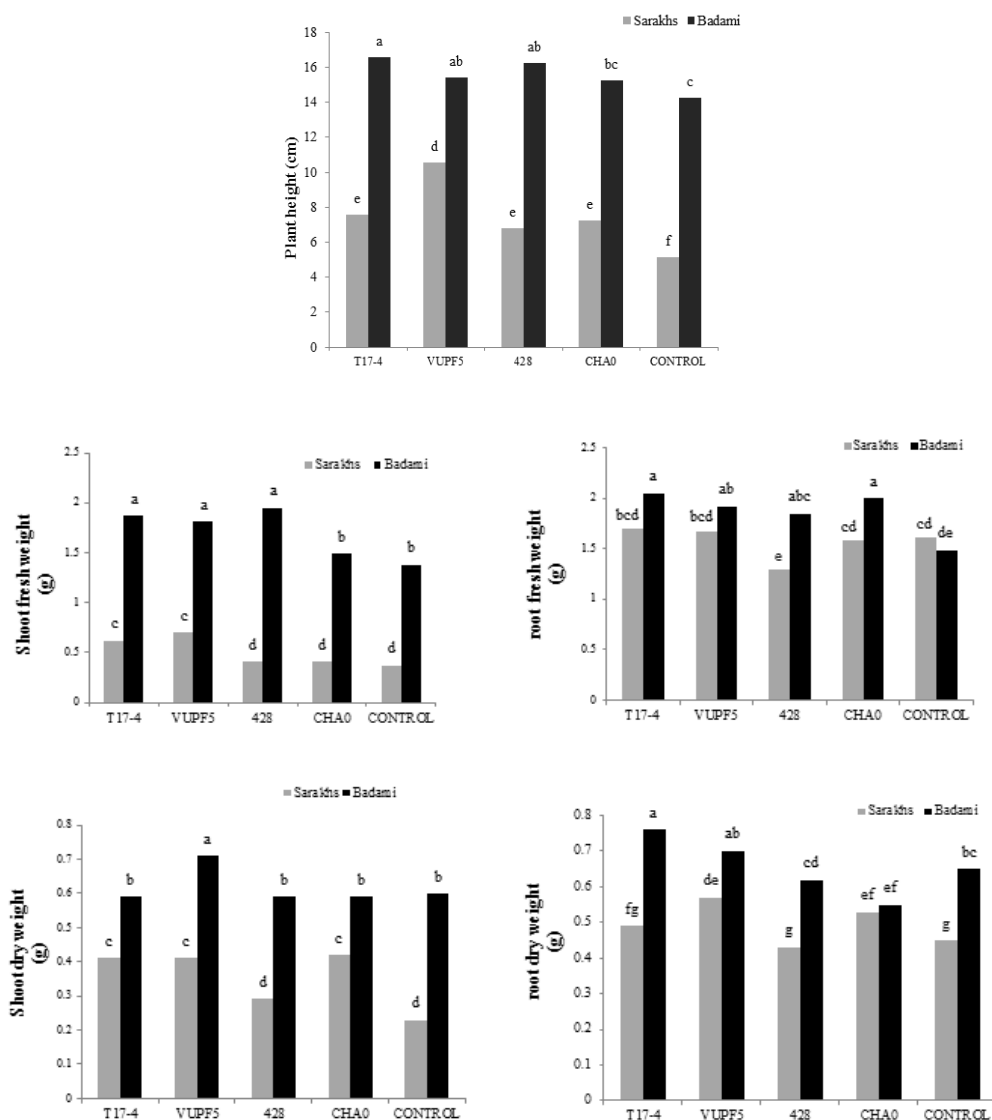 Sarakhs Badami
Plant height (cm)
18
16
14
12
10
8
6
4
2
0
a
ab
ab
bc
c
e
d
e
e
f
T17-4 VUPF5 428 CHA0 CONTROL
Sarakhs Badami
Shoot fresh weight
(g)
2.5
2
1.5
1
0.5
0
a
a
a
b
b
c
c
d
d
d
T17-4 VUPF5 428 CHA0 CONTROL
Sarakhs Badami
root fresh weight
(g)
2.5
2
1.5
1
0.5
0
a
ab
abc
a
de
bcd
bcd
e
cd
cd
T17-4 VUPF5 428 CHA0 CONTROL
Sarakhs Badami
Shoot dry weight
(g)
0.8
0.7
0.6
0.5
0.4
0.3
0.2
0.1
0
b
a
b
b
b
c
c
d
c
d
T17-4 VUPF5 428 CHA0 CONTROL
Sarakhs Badami
root dry weight
(g)
0.8
0.7
0.6
0.5
0.4
0.3
0.2
0.1
0
a
ab
cd
ef
bc
fg
de
g
ef
g
T17-4 VUPF5 428 CHA0 CONTROL